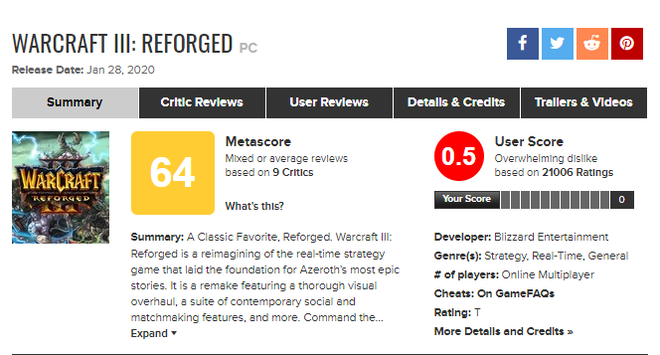 WARCRAFT III: REFORGED PC
Release Date: Jan 28, 2020
Summary
Critic Reviews
User Reviews
Details & Credits
Trailers & Videos
WARCRAFT
III
REFORGED
64
Metascore
Mixed or average reviews
based on 9 Critics
What's this?
Summary: A Classic Favorite, Reforged. Warcraft III:
Reforged is a reimagining of the real-time strategy
game that laid the foundation for Azeroth's most epic
stories. It is a remake featuring a thorough visual
overhaul, a suite of contemporary social and
matchmaking features, and more. Command the...
Expand
0.5
User Score
Overwhelming dislike
based on 21006 Ratings
Your Score
0
Developer: Blizzard Entertainment
Genre(s): Strategy, Real-Time, General
# of players: Online Multiplayer
Cheats: On GameFAQs
Rating: T
More Details and Credits »